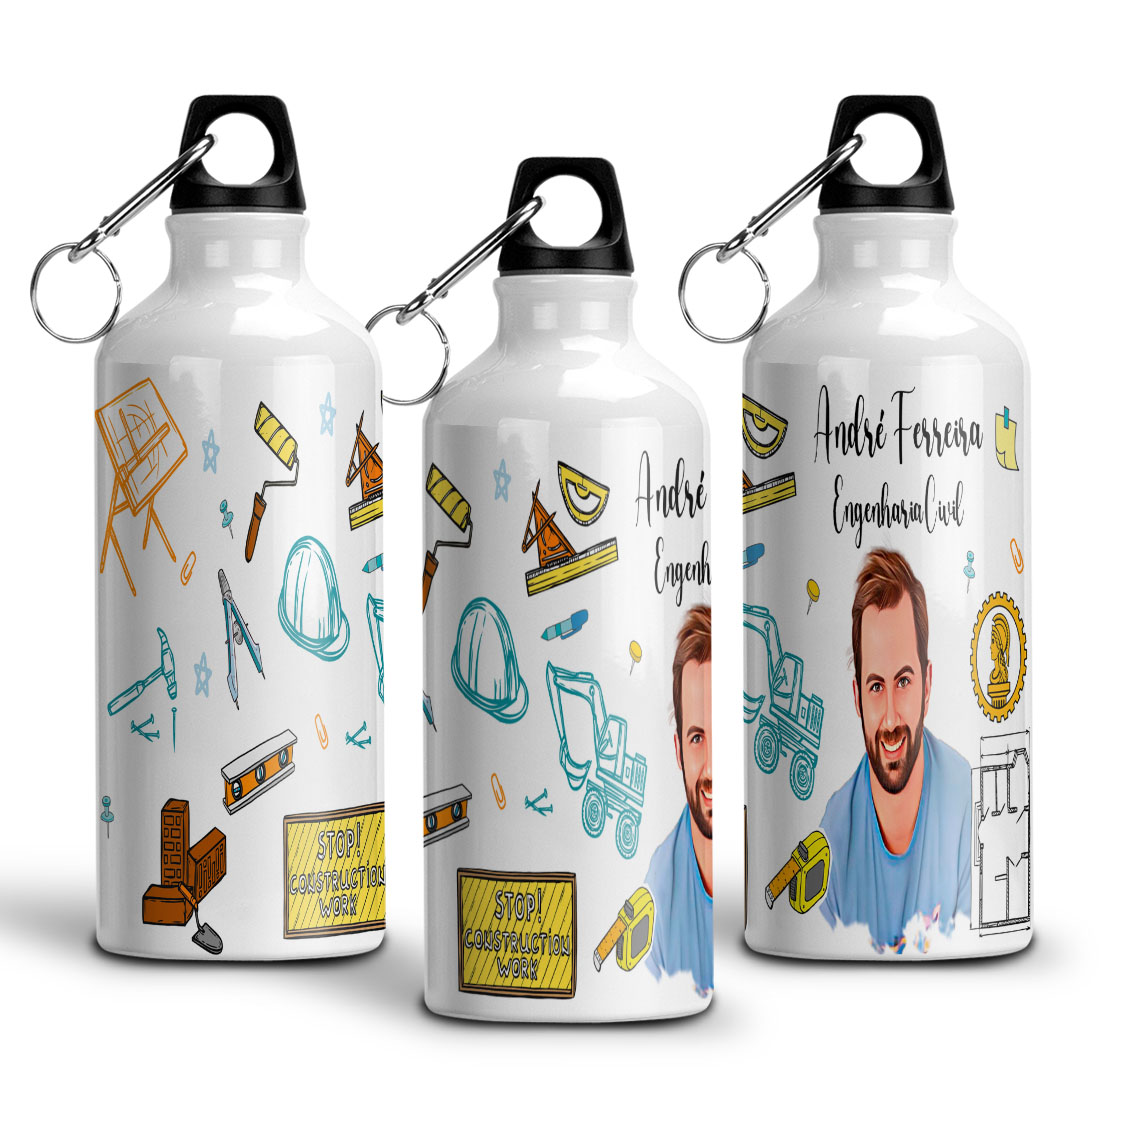 STOP!
CONSTRUCTION
WORK
André
Engenh
STOP!
CONSTRUCTION
WORK
André Ferreira
Engenharia Civil